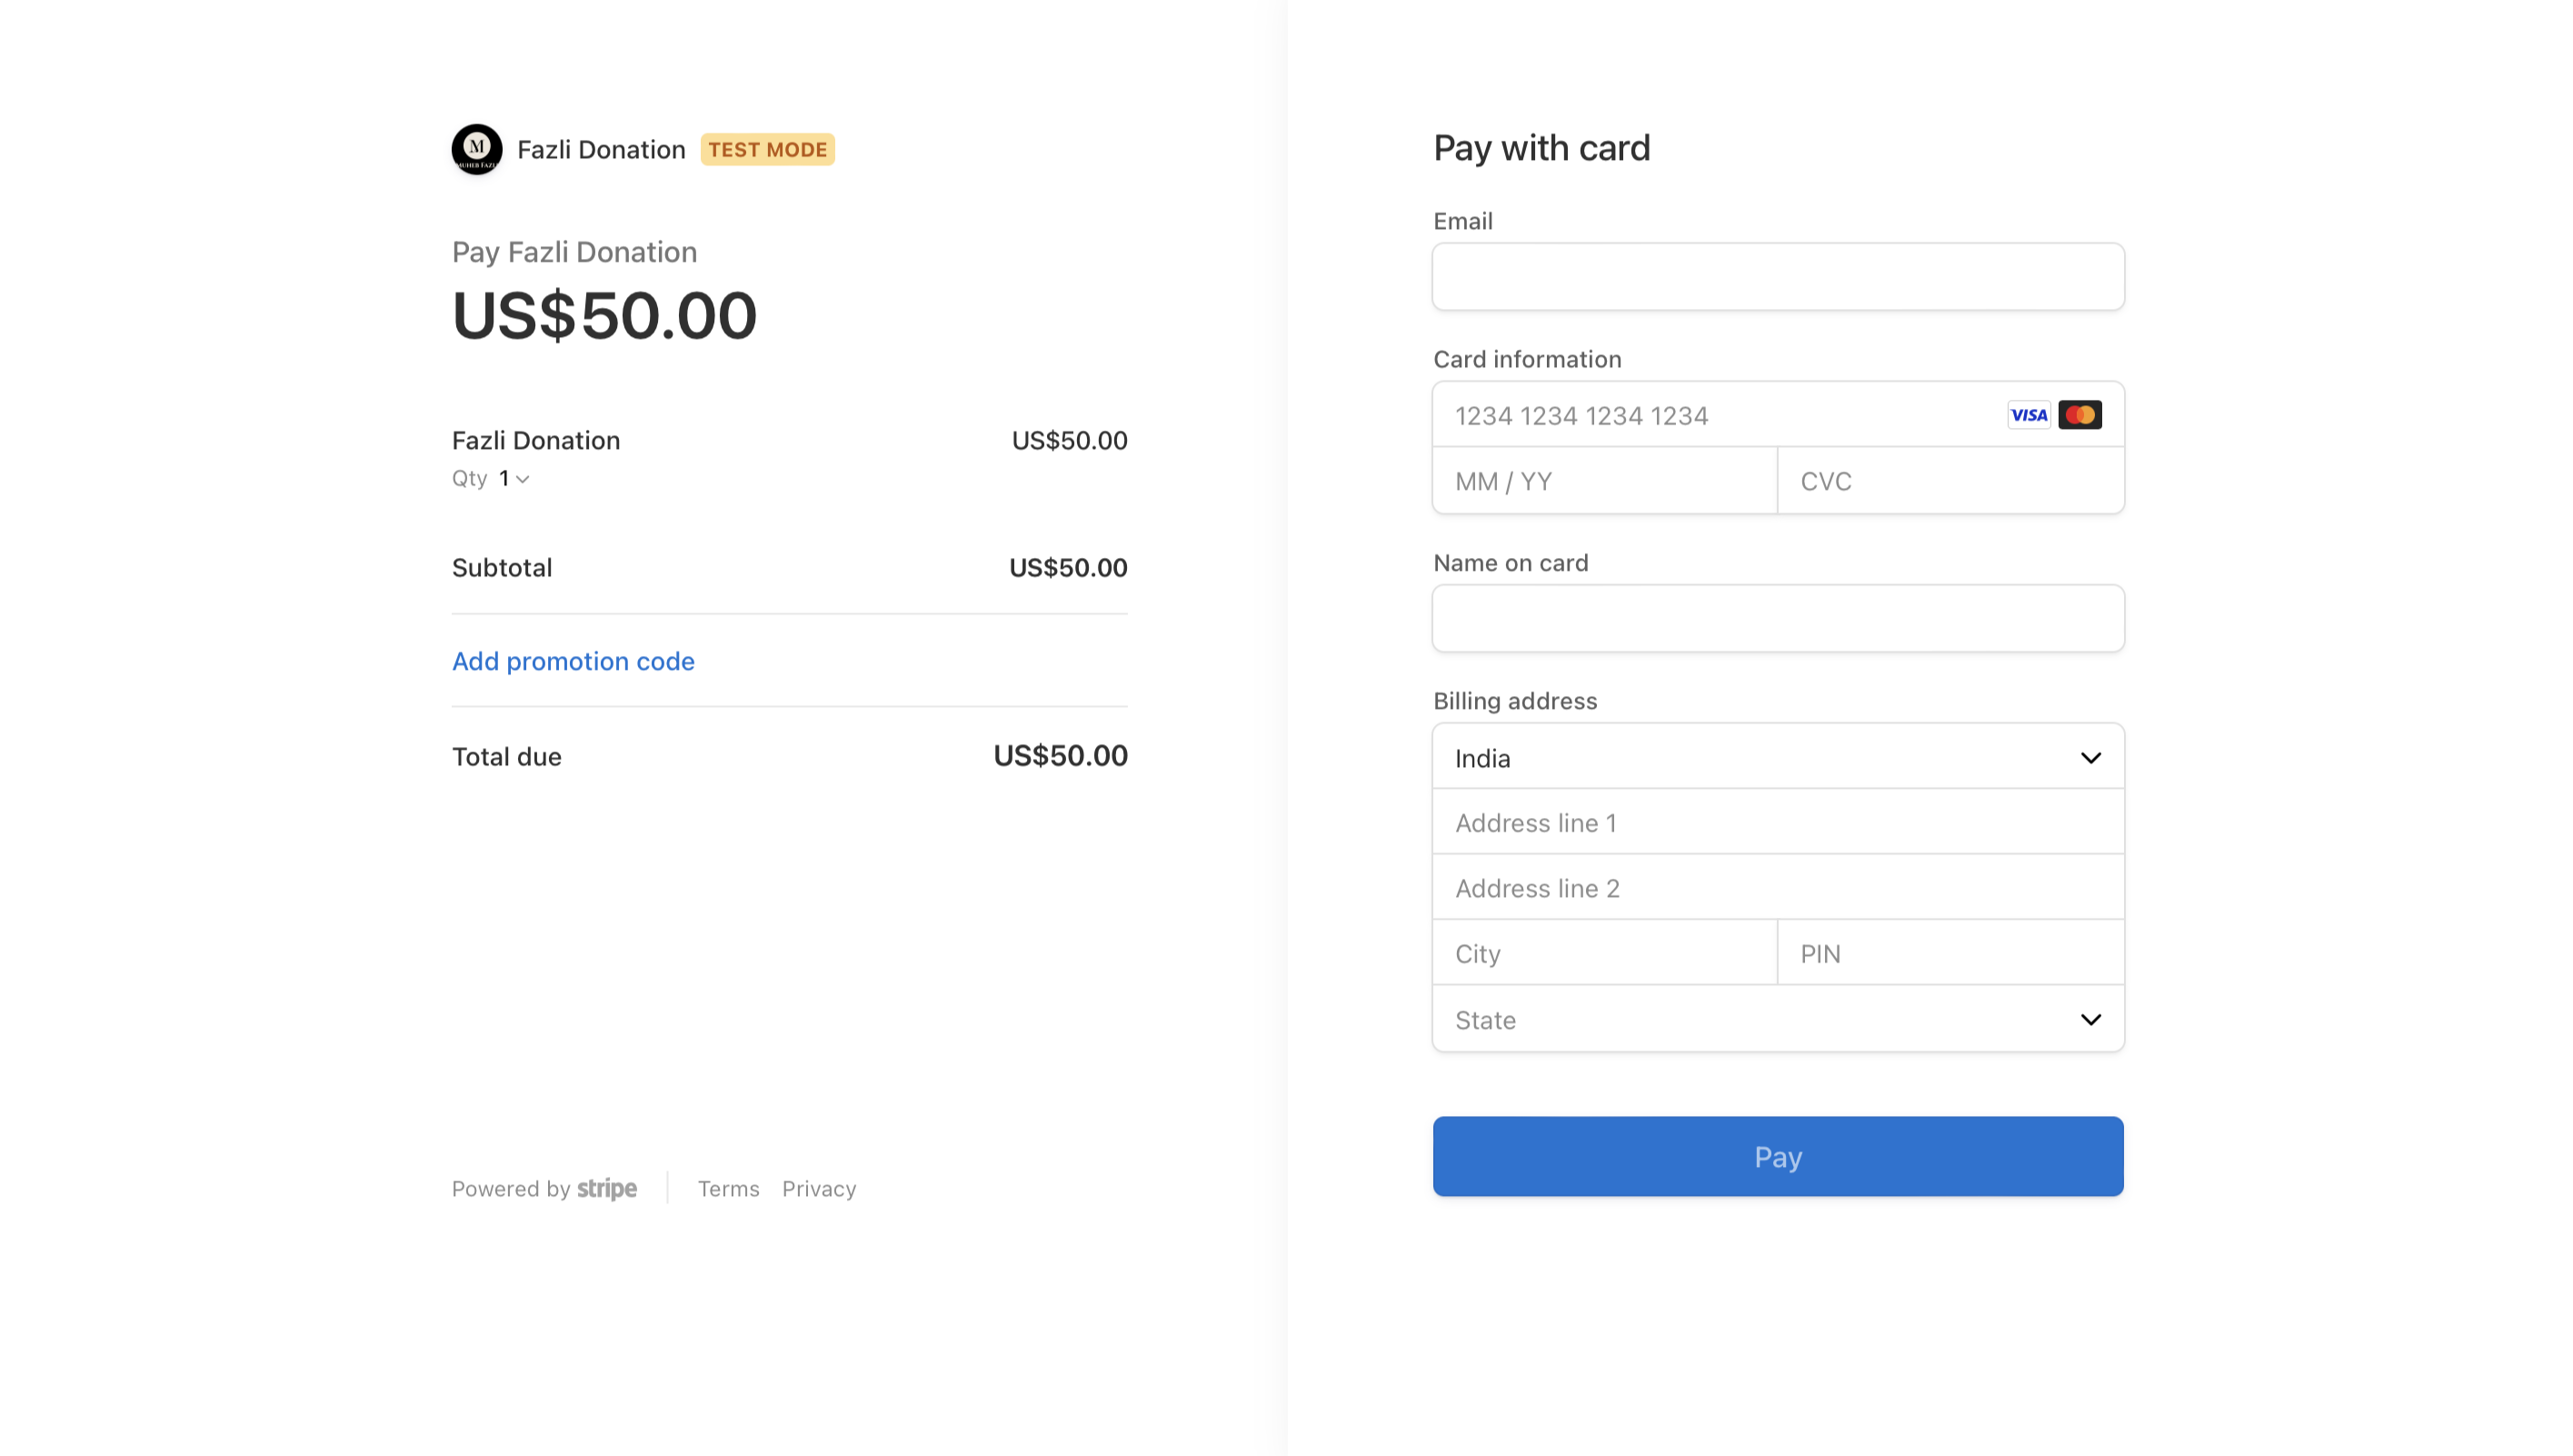 M
MUHEB FAZLI
Fazli Donation TEST MODE
Pay Fazli Donation
US$50.00
Fazli Donation US$50.00
Qty 1
Subtotal US$50.00
Add promotion code
Total due US$50.00
Powered by stripe
Terms Privacy
Pay with card
Email
Card information
1234 1234 1234 1234 VISA
MM / YY CVC
Name on card
Billing address
India
Address line 1
Address line 2
City PIN
State
Pay